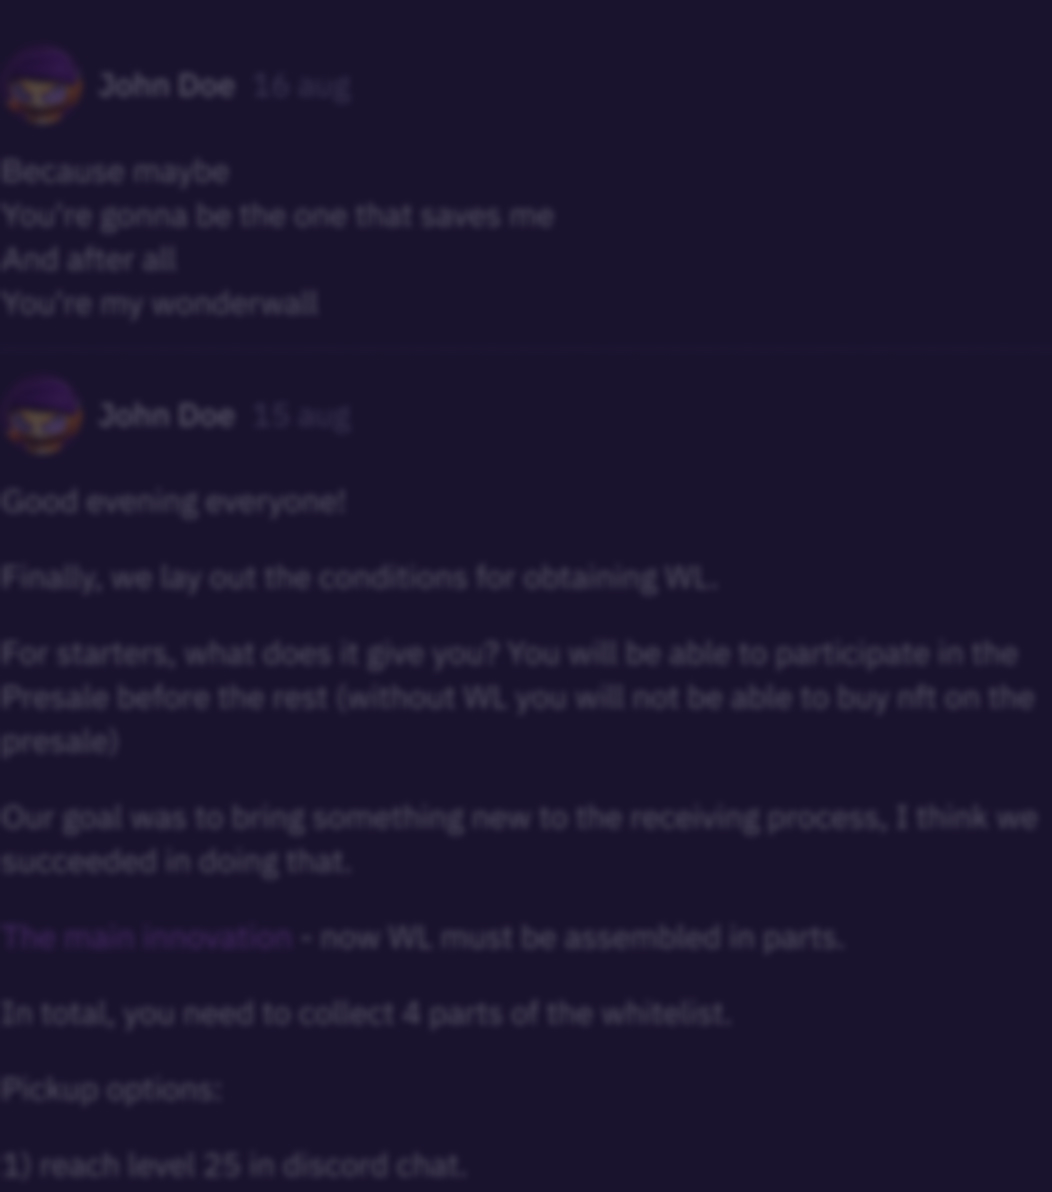 John Doe 16 aug
Because maybe
You're gonna be the one that saves me
And after all
You're my wonderwall
John Doe 15 aug
Good evening everyone!
Finally, we lay out the conditions for obtaining WL.
For starters, what does it give you? You will be able to participate in the
Presale before the rest (without WL you will not be able to buy nft on the
presale)
Our goal was to bring something new to the receiving process, I think we
succeeded in doing that.
The main innovation - now WL must be assembled in parts.
In total, you need to collect 4 parts of the whitelist.
Pickup options:
1) reach level 25 in discord chat.